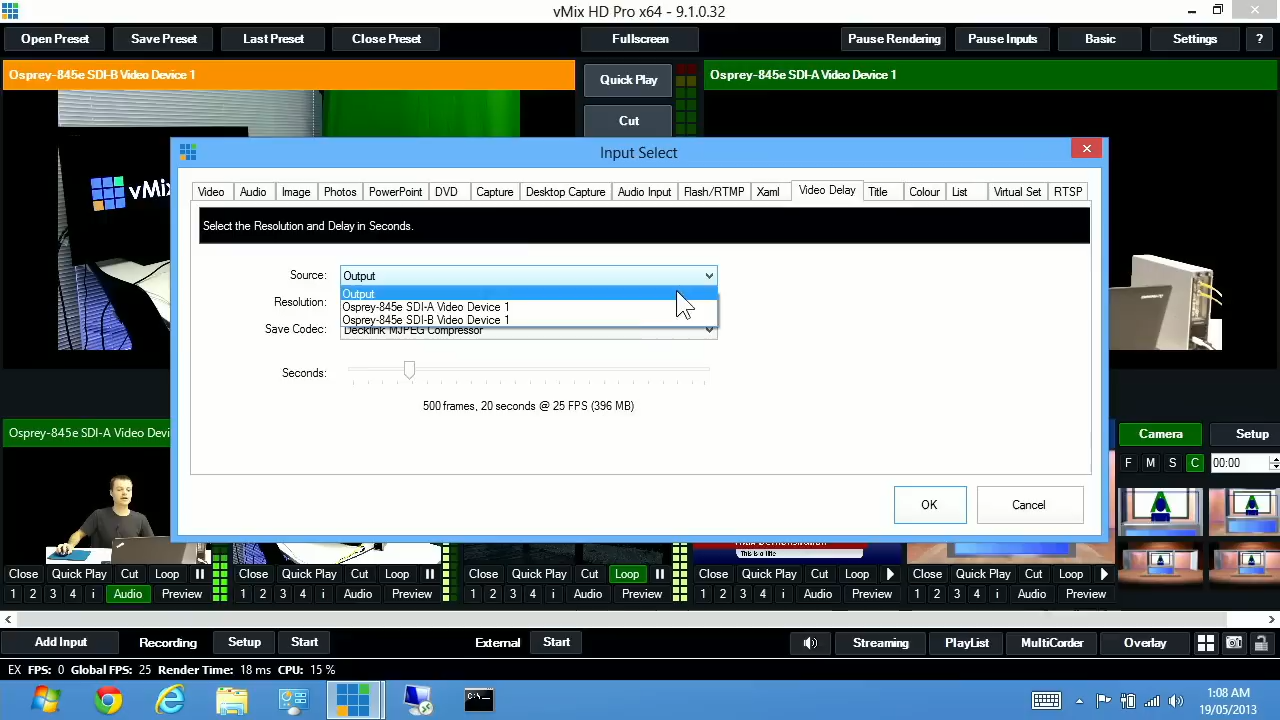 vMix HD Pro x64 - 9.1.0.32
Open Preset Save Preset Last Preset Close Preset Fullscreen Pause Rendering Pause Inputs Basic Settings ?
Osprey-845e SDI-B Video Device 1
Quick Play
Cut
Osprey-845e SDI-A Video Device 1
vMix
Input Select
Video Audio Image Photos PowerPoint DVD Capture Desktop Capture Audio Input Flash/RTMP Xaml Video Delay Title Colour List Virtual Set RTSP
Select the Resolution and Delay in Seconds.
Source: Output
Output
Resolution: Osprey-845e SDI-A Video Device 1
Osprey-845e SDI-B Video Device 1
Save Codec: Decklink MJPEG Compressor
Seconds:
500 frames, 20 seconds @ 25 FPS (396 MB)
OK Cancel
Osprey-845e SDI-A Video Devi
Camera Setup
F M S C 00:00
This is a title
Close Quick Play Cut Loop Close Quick Play Cut Loop Close Quick Play Cut Loop Close Quick Play Cut Loop Close Quick Play Cut Loop
1 2 3 4 i Audio Preview 1 2 3 4 i Audio Preview 1 2 3 4 i Audio Preview 1 2 3 4 i Audio Preview 1 2 3 4 i Audio Preview
Add Input Recording Setup Start External Start Streaming PlayList MultiCorder Overlay
EX FPS: 0 Global FPS: 25 Render Time: 18 ms CPU: 15 %
C:\_
1:08 AM
19/05/2013